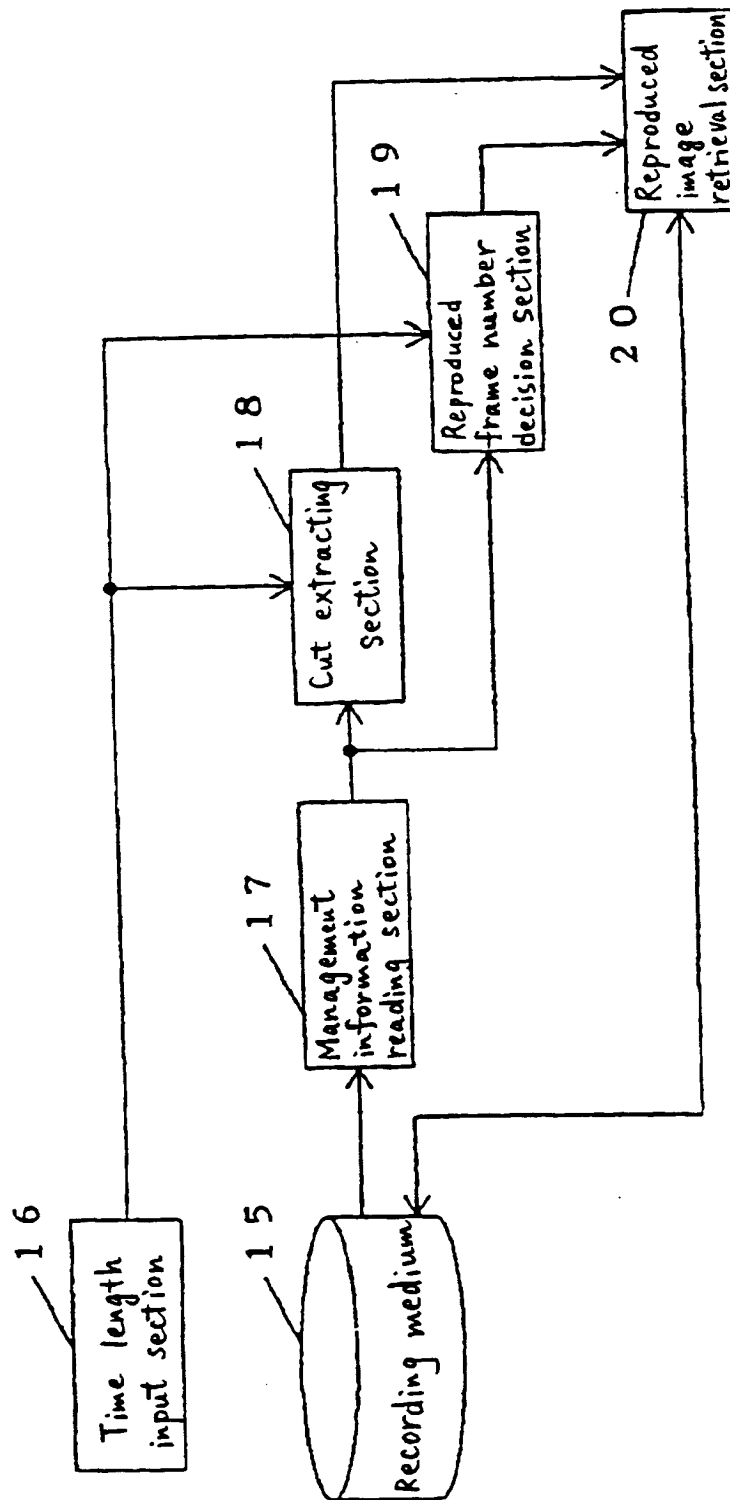 16
Time length
input section
15
Recording medium
17
Management
information
reading section
18
Cut extracting
section
19
Reproduced
frame number
decision section
20
Reproduced
image
retrieval section